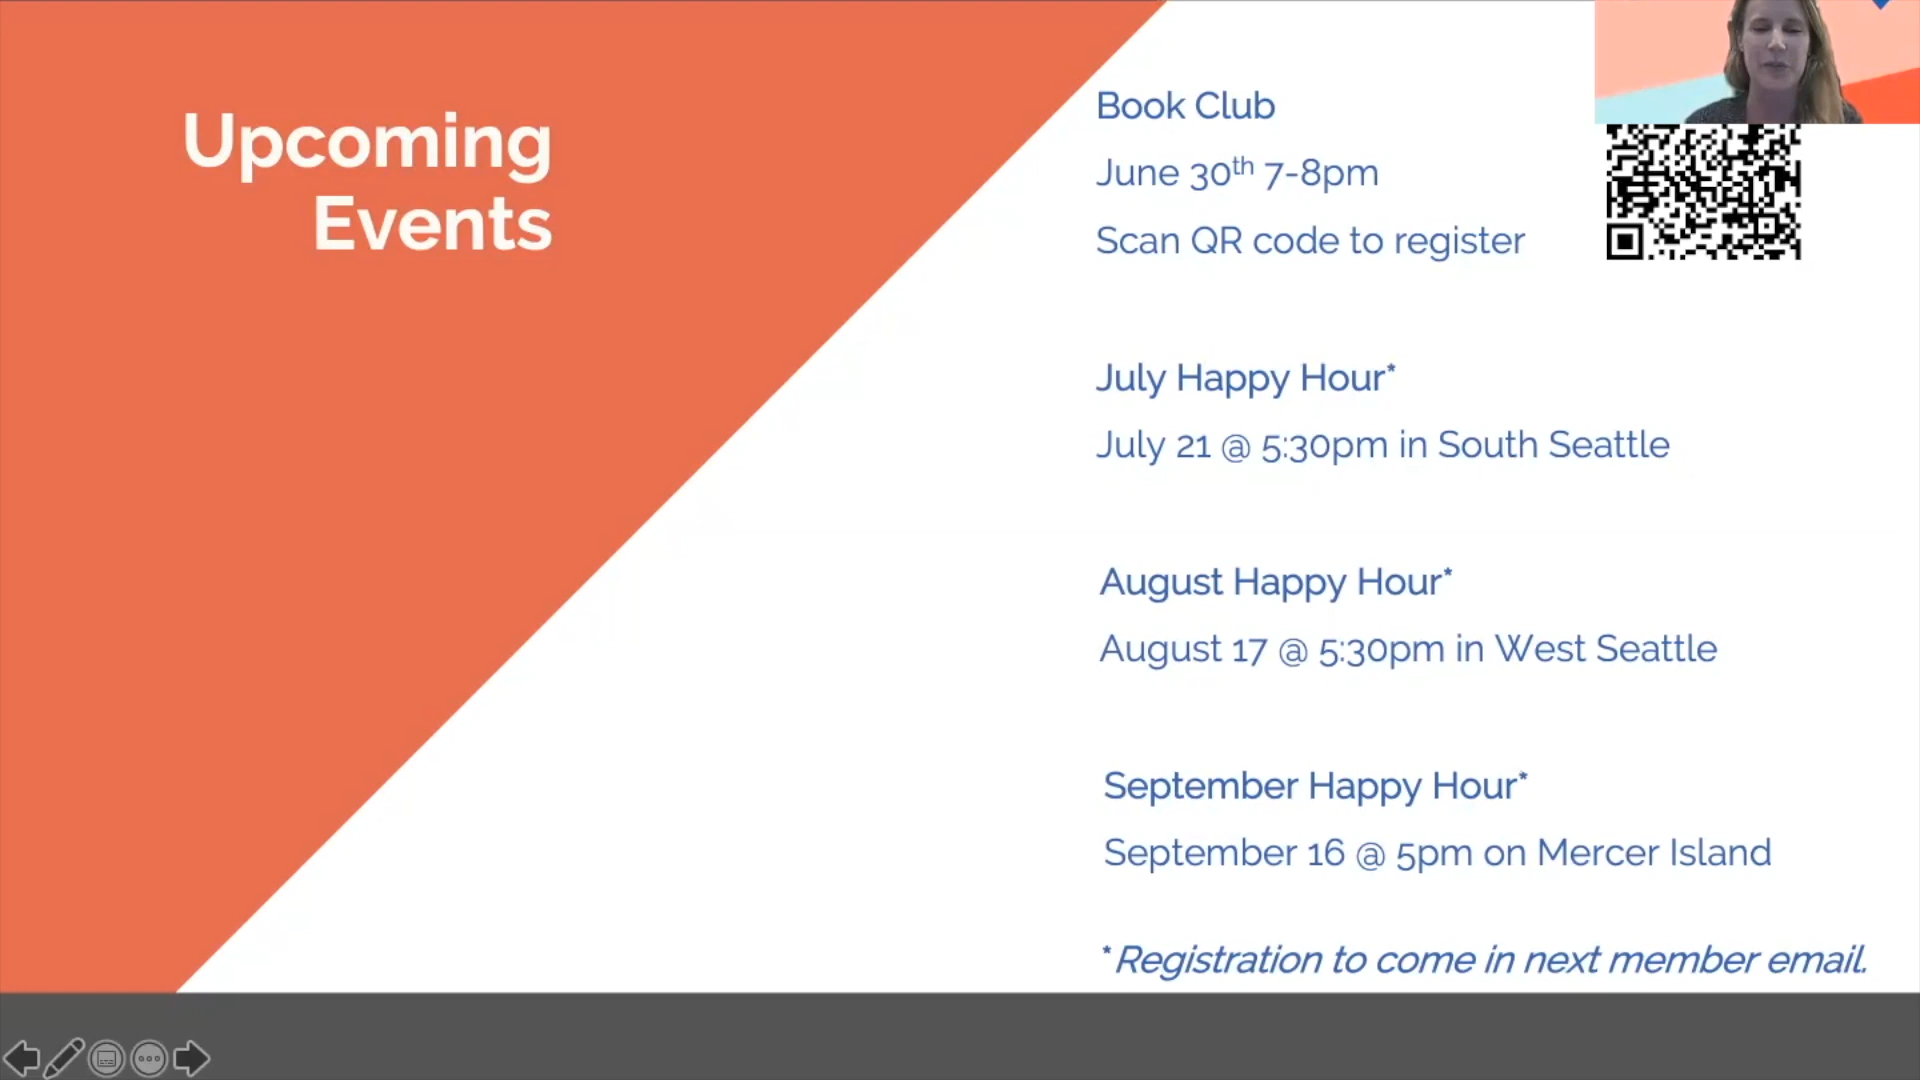 Upcoming
Events
Book Club
June 30th 7-8pm
Scan QR code to register
July Happy Hour*
July 21 @ 5:30pm in South Seattle
August Happy Hour*
August 17 @ 5:30pm in West Seattle
September Happy Hour*
September 16 @ 5pm on Mercer Island
*Registration to come in next member email.